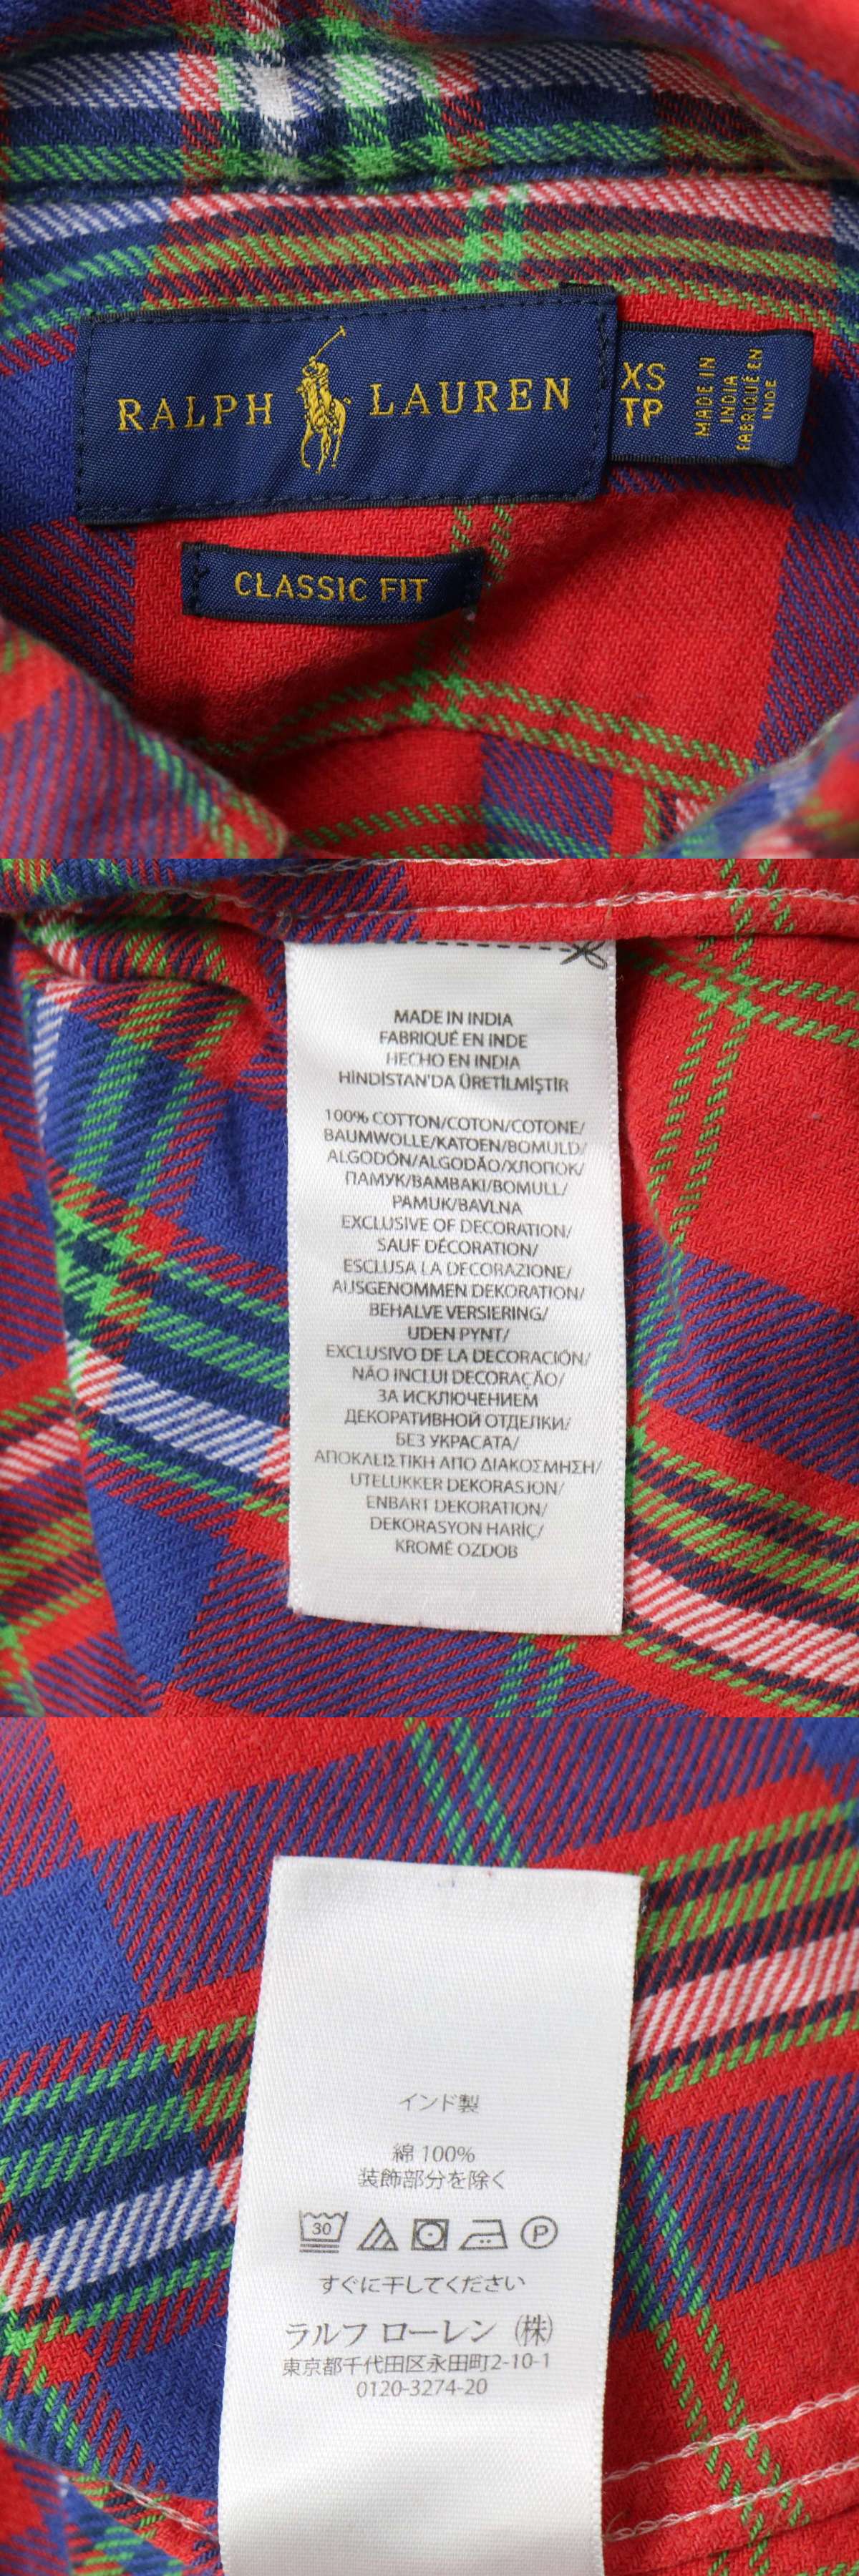 RALPH LAUREN
XS
TP
MADE IN
INDIA
FABRIQUÉ EN
INDE
CLASSIC FIT
MADE IN INDIA
FABRIQUÉ EN INDE
HECHO EN INDIA
HİNDİSTAN'DA ÜRETİLMİŞTİR
100% COTTON/COTON/COTONE/
BAUMWOLLE/KATOEN/BOMULD/
ALGODÓN/ALGODÃO/ХЛОПОК/
ПАМУК/ΒΑΜΒΑΚΙ/BOMULL/
PAMUK/BAVLNA
EXCLUSIVE OF DECORATION/
SAUF DÉCORATION/
ESCLUSA LA DECORAZIONE/
AUSGENOMMEN DEKORATION/
BEHALVE VERSIERING/
UDEN PYNT/
EXCLUSIVO DE LA DECORACIÓN/
NÃO INCLUI DECORAÇÃO/
ЗА ИСКЛЮЧЕНИЕМ
ДЕКОРАТИВНОЙ ОТДЕЛКИ/
БЕЗ УКРАСАТА/
ΑΠΟΚΛΕΙΣΤΙΚΗ ΑΠΟ ΔΙΑΚΟΣΜΗΣΗ/
UTELUKKER DEKORASJON/
ENBART DEKORATION/
DEKORASYON HARİÇ/
KROMĚ OZDOB
インド製
綿 100%
装飾部分を除く
30 P
すぐに干してください
ラルフ ローレン ㈱
東京都千代田区永田町2-10-1
0120-3274-20